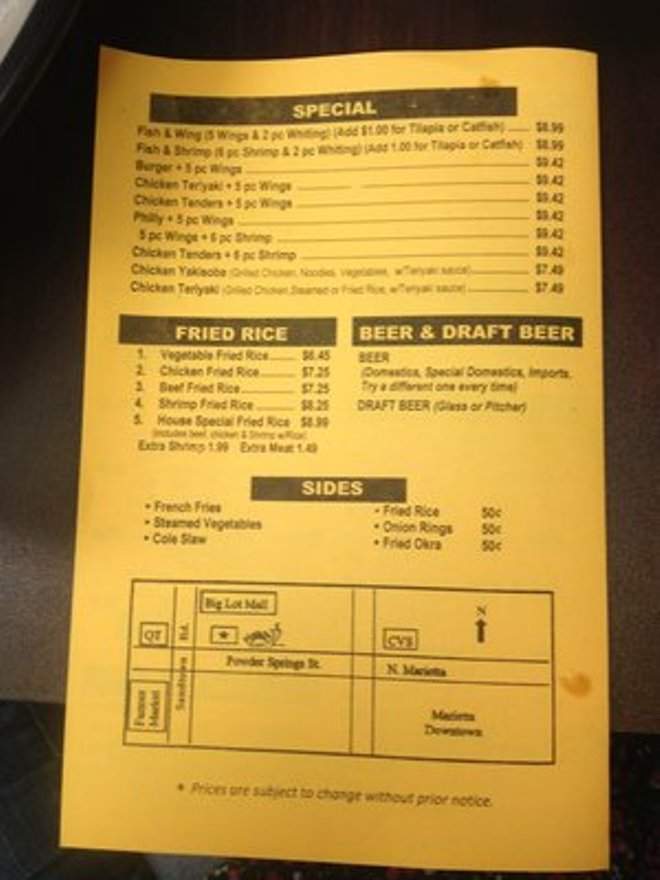 SPECIAL
Fish & Wing (5 Wings & 2 pc Whiting) (Add $1.00 for Tilapia or Catfish) $8.99
Fish & Shrimp (6 pc Shrimp & 2 pc Whiting) (Add 1.00 for Tilapia or Catfish) $8.99
Burger + 5 pc Wings $9.42
Chicken Teriyaki + 5 pc Wings $9.42
Chicken Tenders + 5 pc Wings $9.42
Philly + 5 pc Wings $9.42
5 pc Wings + 6 pc Shrimp $9.42
Chicken Tenders + 6 pc Shrimp $9.42
Chicken Yakisoba (Grilled Chicken, Noodles, Vegetables, w/Teriyaki sauce) $7.49
Chicken Teriyaki (Grilled Chicken, Steamed or Fried Rice, w/Teriyaki sauce) $7.49
FRIED RICE
1. Vegetable Fried Rice $6.45
2. Chicken Fried Rice $7.25
3. Beef Fried Rice $7.25
4. Shrimp Fried Rice $8.25
5. House Special Fried Rice $8.99
(includes beef, chicken & Shrimp w/Rice)
Extra Shrimp 1.99 Extra Meat 1.49
BEER & DRAFT BEER
BEER
(Domestics, Special Domestics, Imports.
Try a different one every time)
DRAFT BEER (Glass or Pitcher)
SIDES
• French Fries
• Steamed Vegetables
• Cole Slaw
• Fried Rice 50¢
• Onion Rings 50¢
• Fried Okra 50¢
Big Lot Mall
N
QT
Sandtown Rd.
CVS
Powder Springs St.
N. Marietta
Farmer Market
Marietta
Downtown
* Prices are subject to change without prior notice.